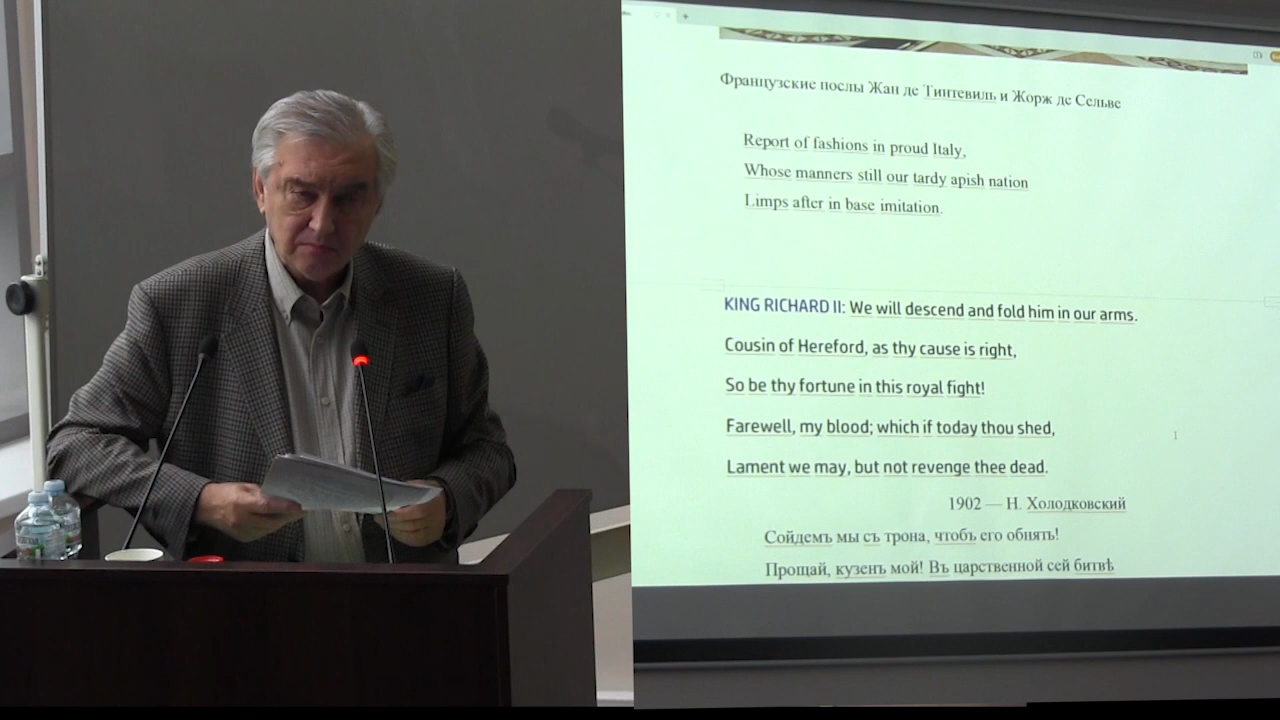 Французские послы Жан де Тинтевиль и Жорж де Сельве
Report of fashions in proud Italy,
Whose manners still our tardy apish nation
Limps after in base imitation.
KING RICHARD II: We will descend and fold him in our arms.
Cousin of Hereford, as thy cause is right,
So be thy fortune in this royal fight!
Farewell, my blood; which if today thou shed,
Lament we may, but not revenge thee dead.
1902 — Н. Холодковский
Сойдемъ мы съ трона, чтобъ его обнять!
Прощай, кузенъ мой! Въ царственной сей битвѣ